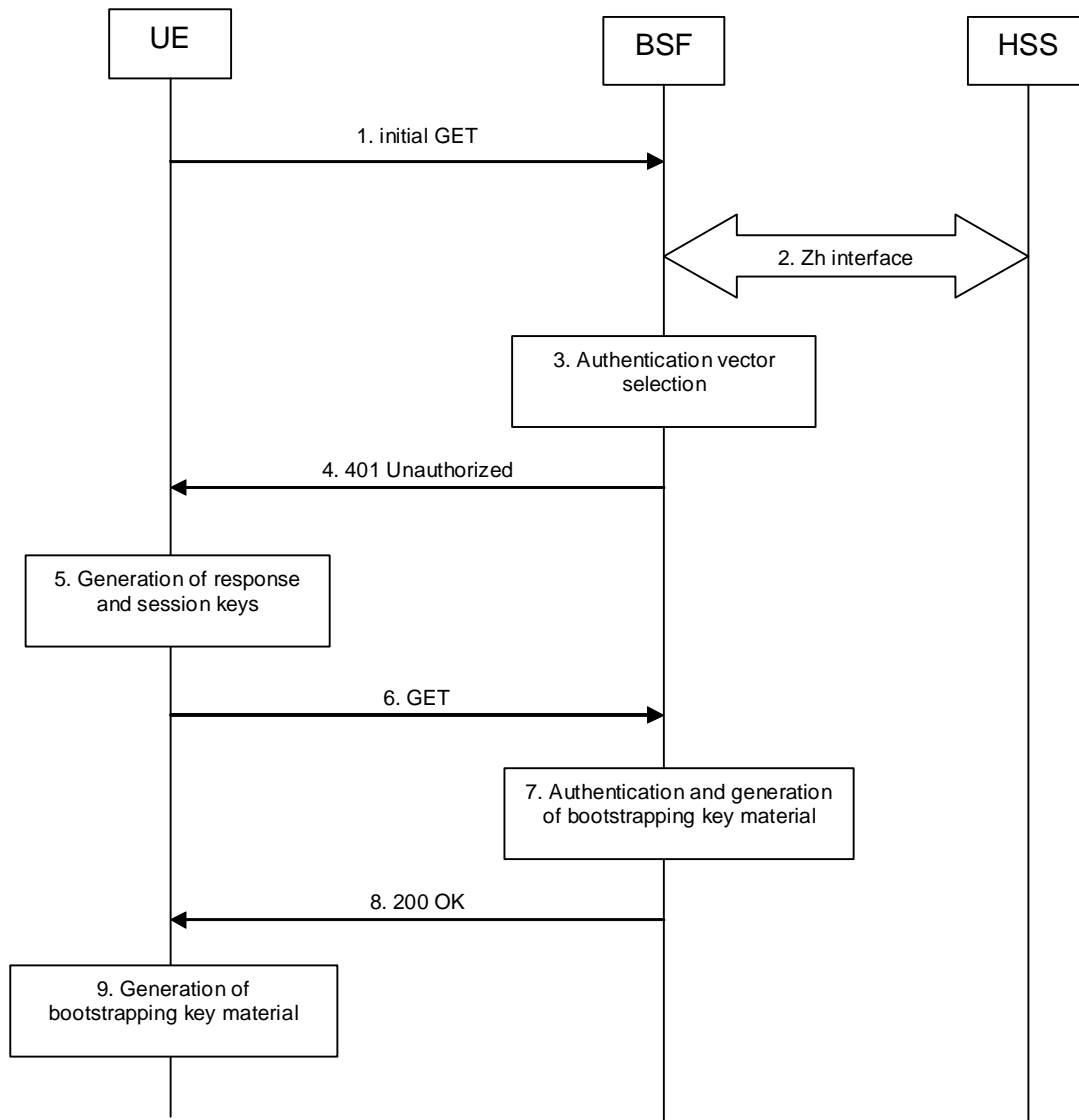 UE
BSF
HSS
1. initial GET
2. Zh interface
3. Authentication vector
selection
4. 401 Unauthorized
5. Generation of response
and session keys
6. GET
7. Authentication and generation
of bootstrapping key material
8. 200 OK
9. Generation of
bootstrapping key material